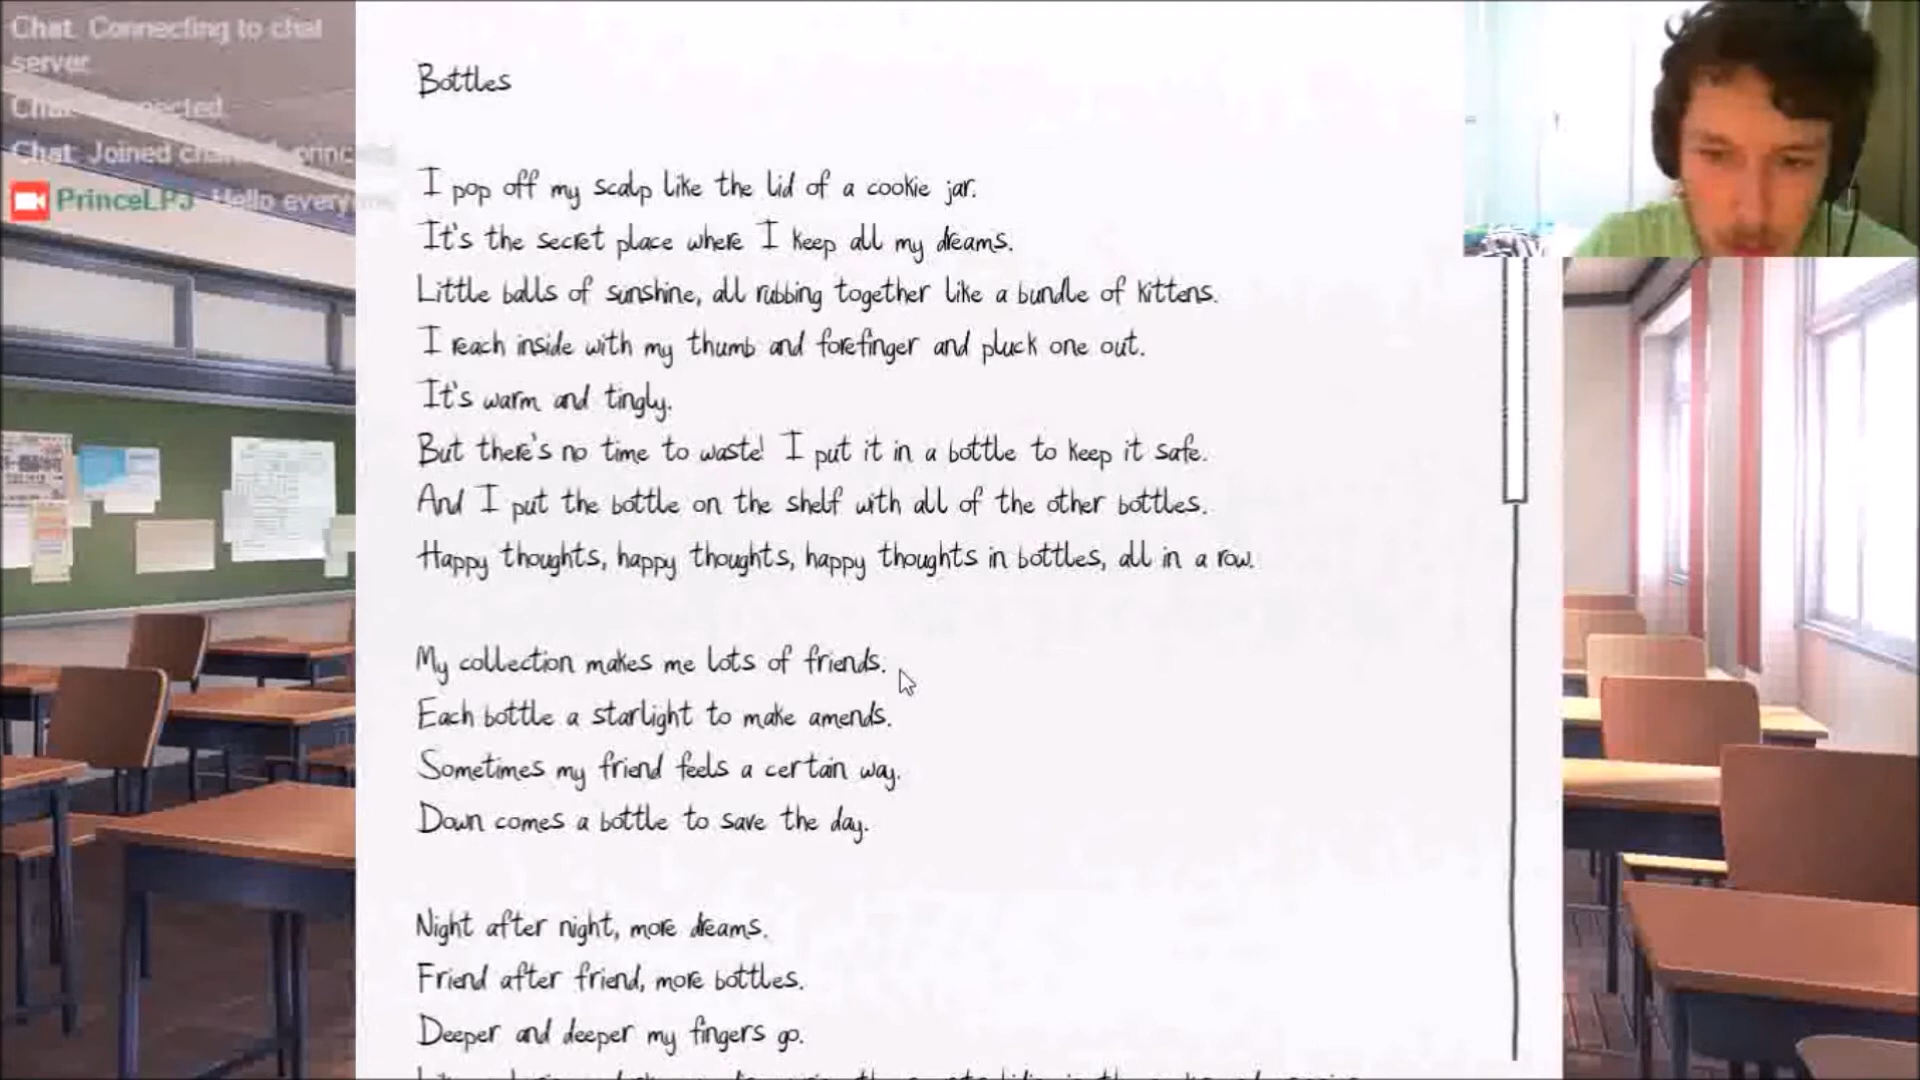 Chat Connecting to chat
server
Chat Connected.
Chat Joined
PrinceLPJ Hello
Bottles
I pop off my scalp like the lid of a cookie jar.
It's the secret place where I keep all my dreams.
Little balls of sunshine, all rubbing together like a bundle of kittens.
I reach inside with my thumb and forefinger and pluck one out.
It's warm and tingly.
But there's no time to waste! I put it in a bottle to keep it safe.
And I put the bottle on the shelf with all of the other bottles.
Happy thoughts, happy thoughts, happy thoughts in bottles, all in a row.
My collection makes me lots of friends.
Each bottle a starlight to make amends.
Sometimes my friend feels a certain way.
Down comes a bottle to save the day.
Night after night, more dreams.
Friend after friend, more bottles.
Deeper and deeper my fingers go.